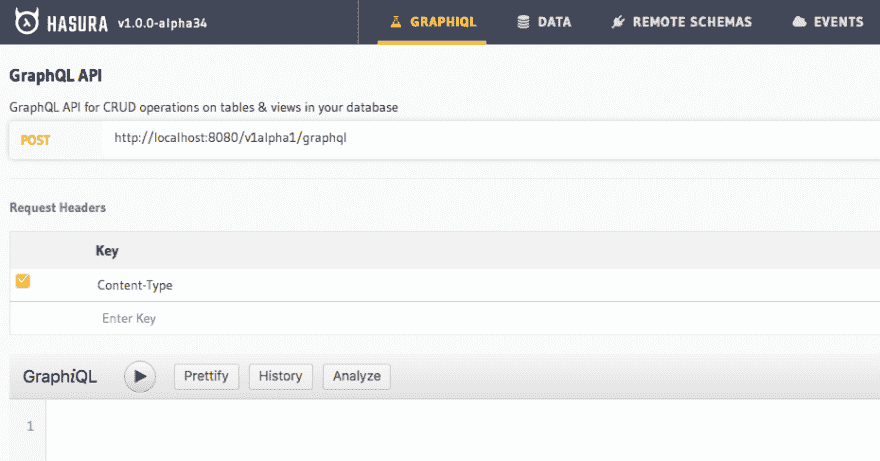 HASURA v1.0.0-alpha34 GRAPHIQL DATA REMOTE SCHEMAS EVENTS
GraphQL API
GraphQL API for CRUD operations on tables & views in your database
POST http://localhost:8080/v1alpha1/graphql
Request Headers
Key
Content-Type
Enter Key
GraphiQL Prettify History Analyze
1